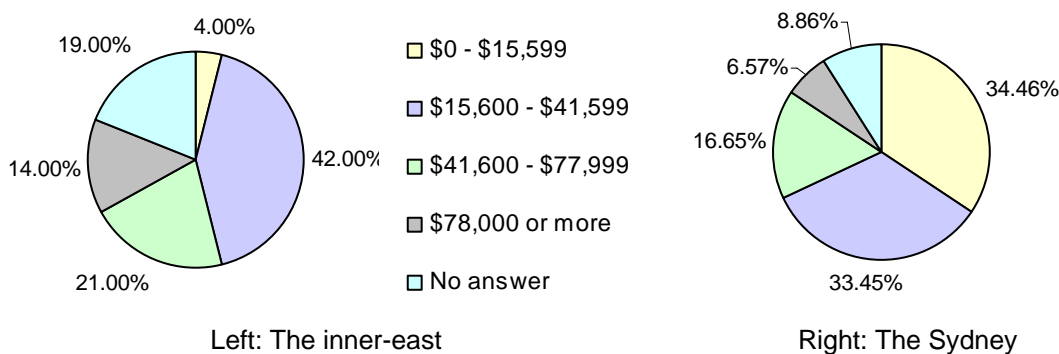 4.00%
19.00%
14.00%
21.00%
42.00%
$0 - $15,599
$15,600 - $41,599
$41,600 - $77,999
$78,000 or more
No answer
8.86%
6.57%
16.65%
34.46%
33.45%
Left: The inner-east
Right: The Sydney